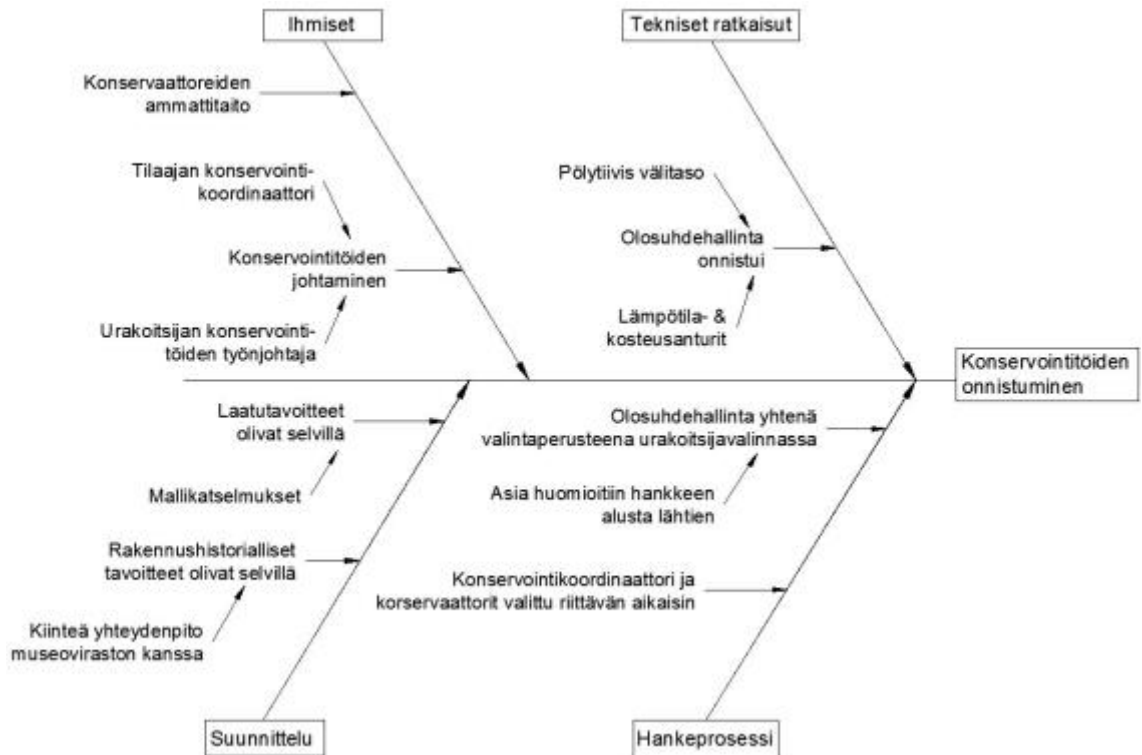 Ihmiset
Tekniset ratkaisut
Konservaattoreiden
ammattitaito
Tilaajan konservointi-
koordinaattori
Konservointitöiden
johtaminen
Urakoitsijan konservointi-
töiden työnjohtaja
Pölytiivis välitaso
Olosuhdehallinta
onnistui
Lämpötila- &
kosteusanturit
Konservointitöiden
onnistuminen
Laatutavoitteet
olivat selvillä
Mallikatselmukset
Rakennushistorialliset
tavoitteet olivat selvillä
Kiinteä yhteydenpito
museoviraston kanssa
Olosuhdehallinta yhtenä
valintaperusteena urakoitsijavalinnassa
Asia huomioitiin hankkeen
alusta lähtien
Konservointikoordinaattori ja
korservaattorit valittu riittävän aikaisin
Suunnittelu
Hankeprosessi